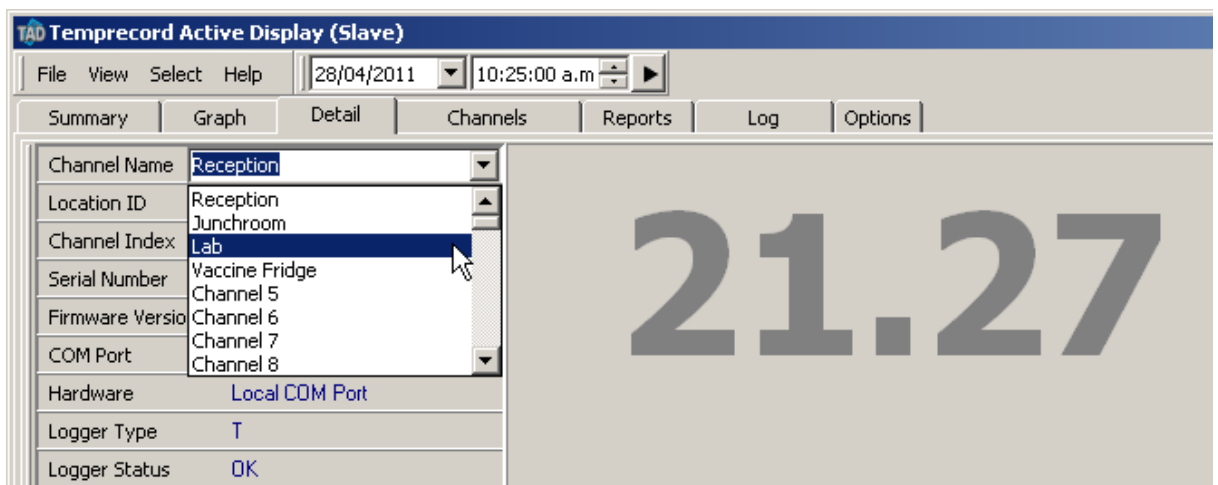 TAD Temprecord Active Display (Slave)
File View Select Help 28/04/2011 10:25:00 a.m
Summary Graph Detail Channels Reports Log Options
Channel Name Reception
Location ID Reception
Junchroom
Channel Index Lab
Serial Number Vaccine Fridge
Channel 5
Firmware Versio Channel 6
Channel 7
COM Port Channel 8
Hardware Local COM Port
Logger Type T
Logger Status OK
21.27